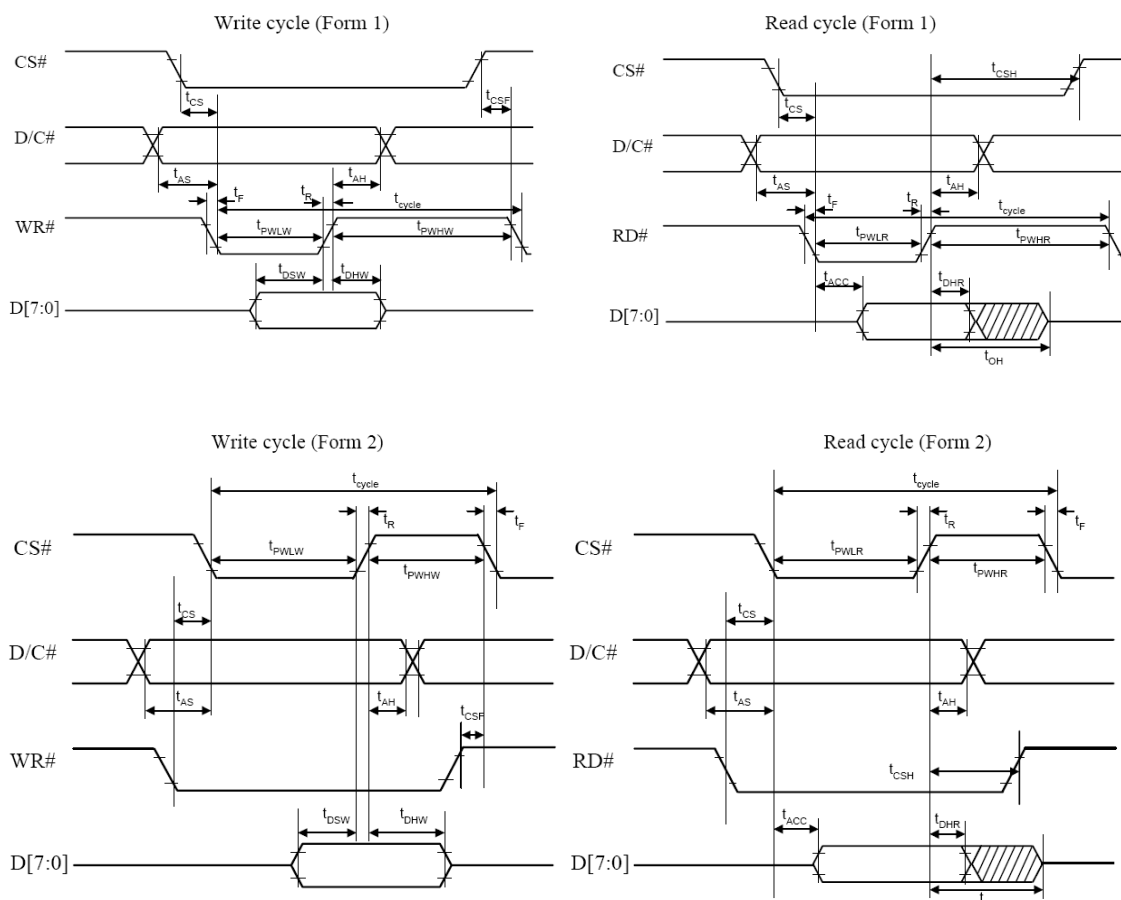 Write cycle (Form 1)
CS#
tCS
tCSF
D/C#
tAS
tF
tR
tAH
tcycle
WR#
tPWLW
tPWHW
tDSW
tDHW
D[7:0]
Read cycle (Form 1)
CS#
tCSH
tCS
D/C#
tAS
tF
tR
tAH
tcycle
RD#
tPWLR
tPWHR
tACC
tDHR
D[7:0]
tOH
Write cycle (Form 2)
tcycle
tR
tF
CS#
tPWLW
tPWHW
tCS
D/C#
tAS
tAH
tCSF
WR#
tDSW
tDHW
D[7:0]
Read cycle (Form 2)
tcycle
tR
tF
CS#
tPWLR
tPWHR
tCS
D/C#
tAS
tAH
RD#
tCSH
tACC
tDHR
D[7:0]
t